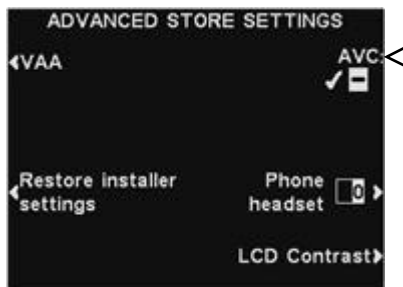 ADVANCED STORE SETTINGS
VAA
AVC:
Restore installer
settings
Phone
headset
0
LCD Contrast